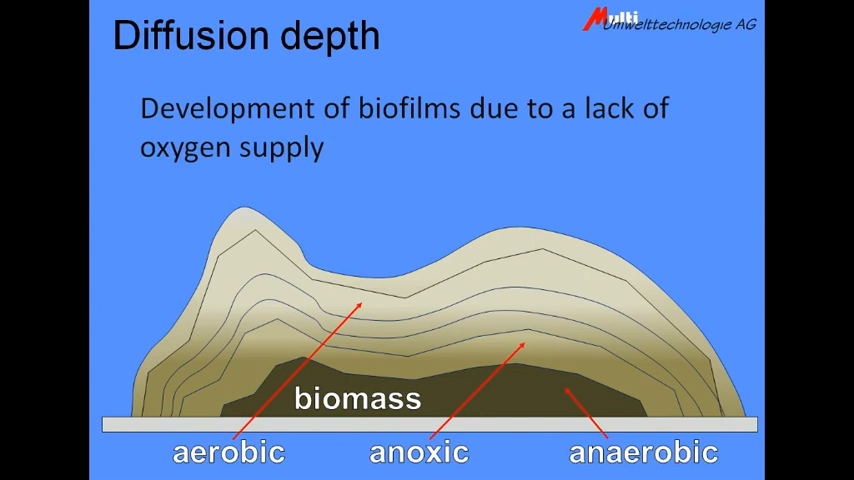 Diffusion depth
Multi
Umwelttechnologie AG
Development of biofilms due to a lack of
oxygen supply
biomass
aerobic anoxic anaerobic